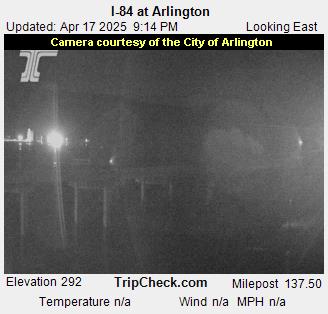 I-84 at Arlington
Updated: Apr 17 2025 9:14 PM Looking East
Camera courtesy of the City of Arlington
Elevation 292 TripCheck.com Milepost 137.50
Temperature n/a Wind n/a MPH n/a